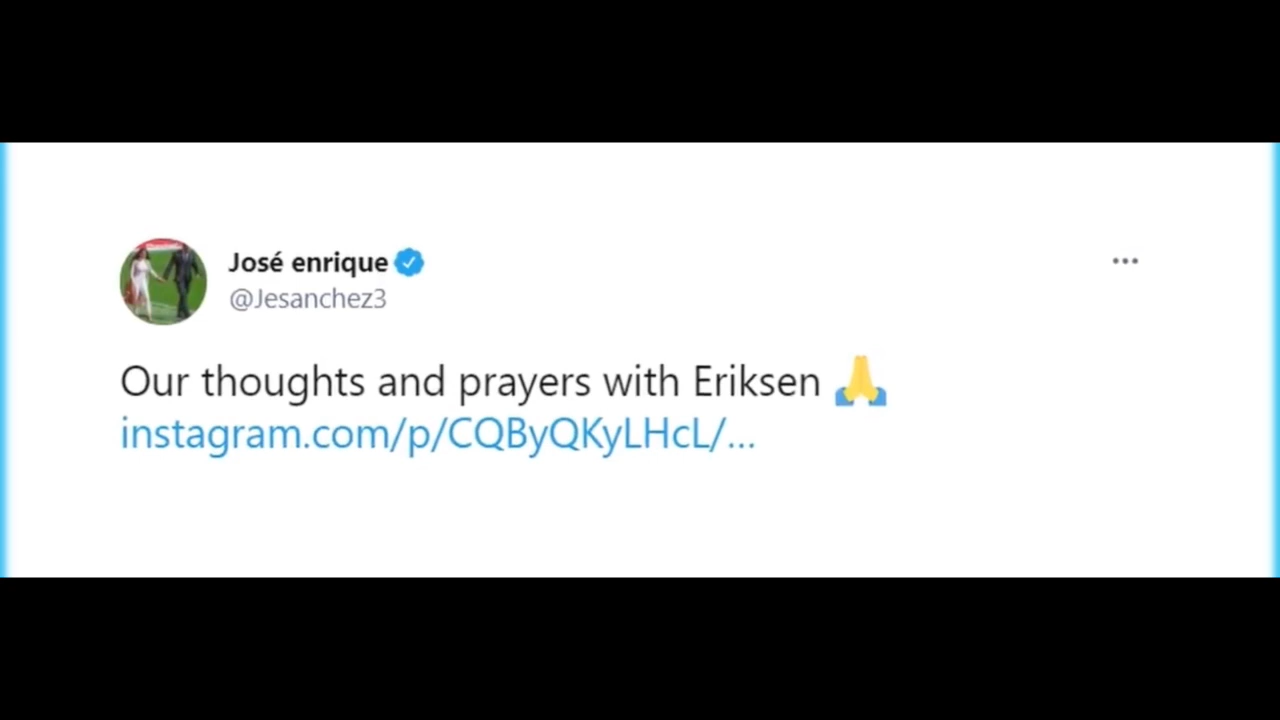 José enrique
@Jesanchez3
Our thoughts and prayers with Eriksen 🙏
instagram.com/p/CQByQKyLHcL/...